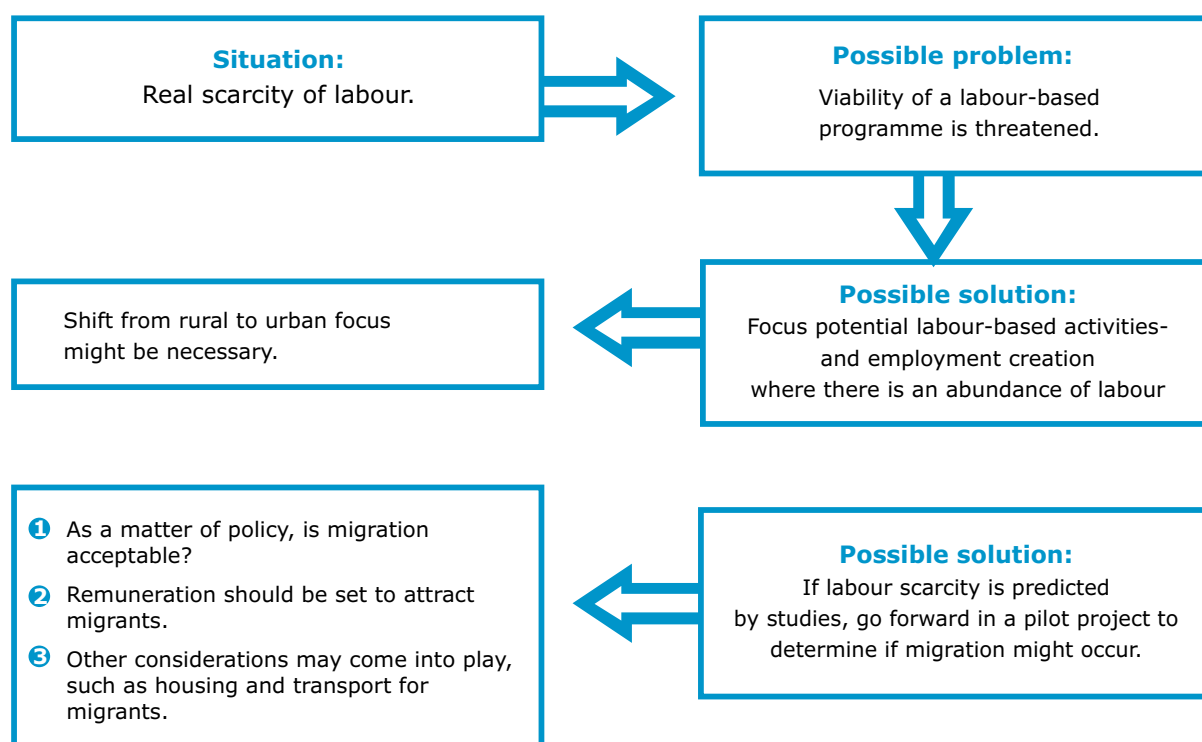 Situation:
Real scarcity of labour.
Possible problem:
Viability of a labour-based
programme is threatened.
Possible solution:
Focus potential labour-based activities-
and employment creation
where there is an abundance of labour
Shift from rural to urban focus
might be necessary.
Possible solution:
If labour scarcity is predicted
by studies, go forward in a pilot project to
determine if migration might occur.
1 As a matter of policy, is migration
acceptable?
2 Remuneration should be set to attract
migrants.
3 Other considerations may come into play,
such as housing and transport for
migrants.